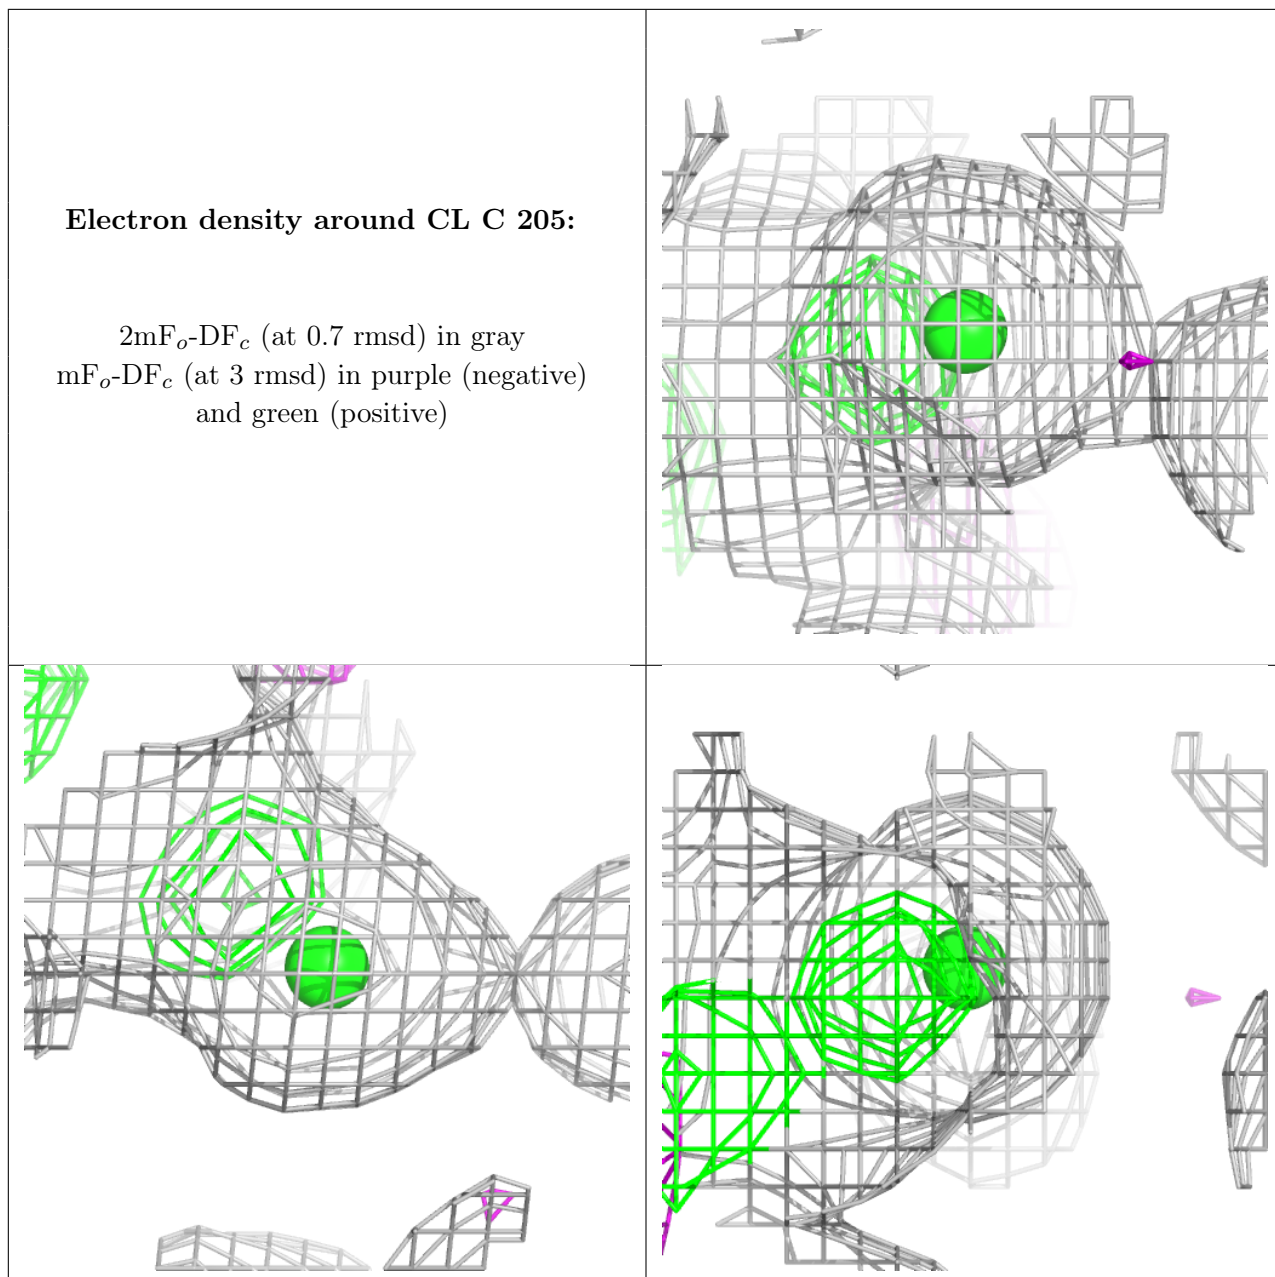 Electron density around CL C 205:
2mFo-DFc (at 0.7 rmsd) in gray
mFo-DFc (at 3 rmsd) in purple (negative)
and green (positive)